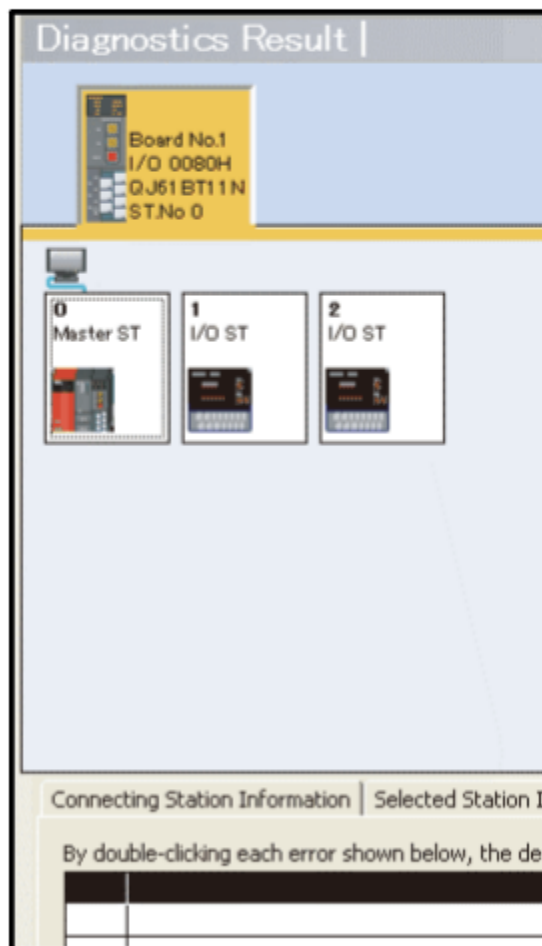 Diagnostics Result |
Board No.1
I/O 0080H
QJ61BT11N
ST.No 0
0
Master ST
1
I/O ST
2
I/O ST
Connecting Station Information
Selected Station
By double-clicking each error shown below, the